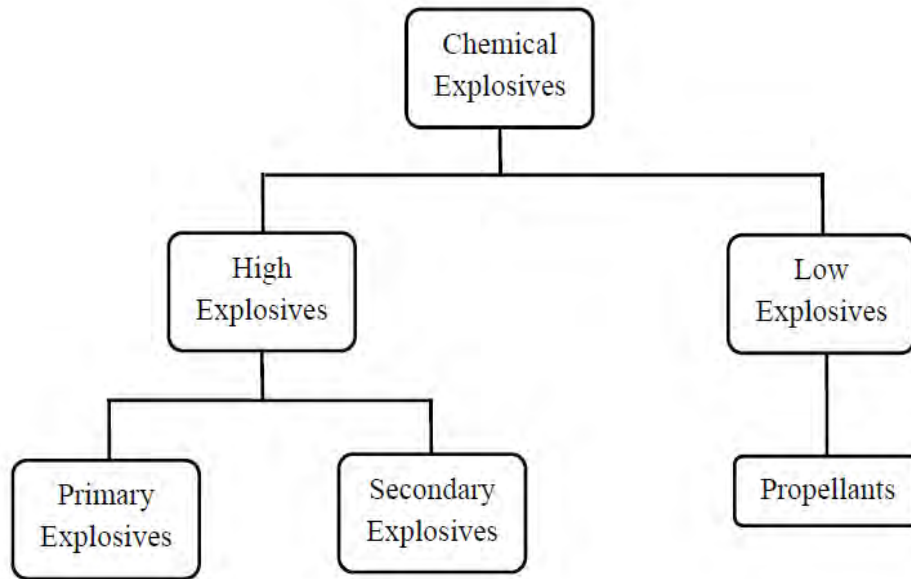 Chemical
Explosives
High
Explosives
Low
Explosives
Primary
Explosives
Secondary
Explosives
Propellants